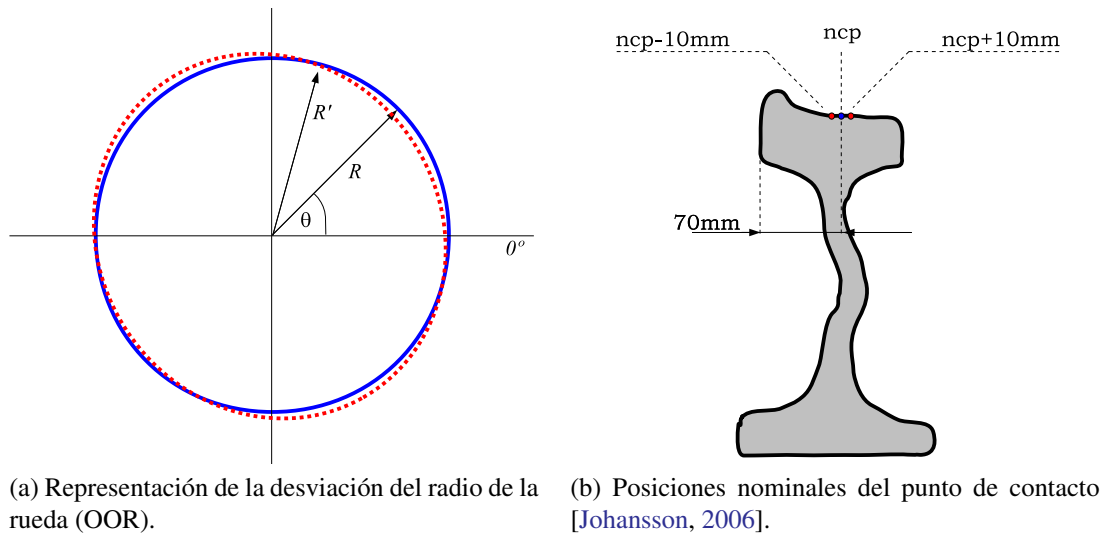 R'
R
θ
0º
ncp-10mm
ncp
ncp+10mm
70mm
(a) Representación de la desviación del radio de la
rueda (OOR).
(b) Posiciones nominales del punto de contacto
[Johansson, 2006].